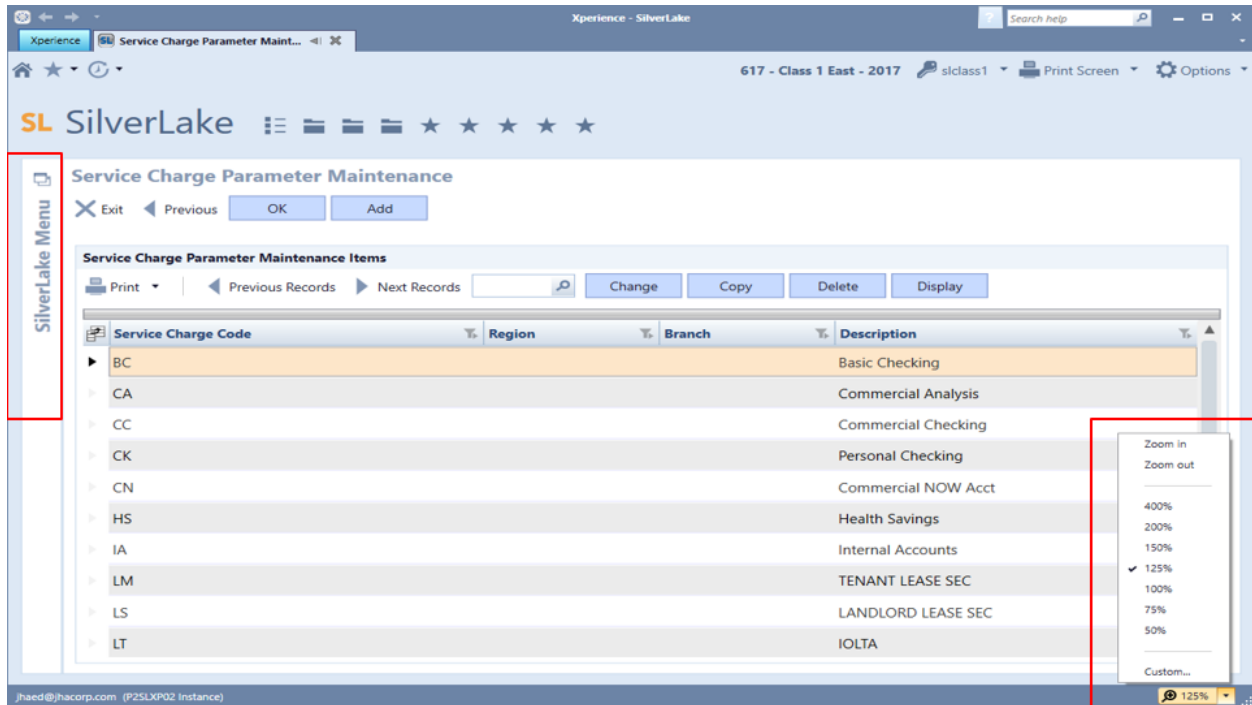 Xperience - SilverLake
? Search help
Xperience
SL Service Charge Parameter Maint...
617 - Class 1 East - 2017 slclass1 Print Screen Options
SL SilverLake
SilverLake Menu
Service Charge Parameter Maintenance
Exit Previous OK Add
Service Charge Parameter Maintenance Items
Print Previous Records Next Records Change Copy Delete Display
Service Charge Code Region Branch Description
BC Basic Checking
CA Commercial Analysis
CC Commercial Checking
CK Personal Checking
CN Commercial NOW Acct
HS Health Savings
IA Internal Accounts
LM TENANT LEASE SEC
LS LANDLORD LEASE SEC
LT IOLTA
Zoom in
Zoom out
400%
200%
150%
125%
100%
75%
50%
Custom...
jhaed@jhacorp.com (P2SLXP02 Instance) 125%